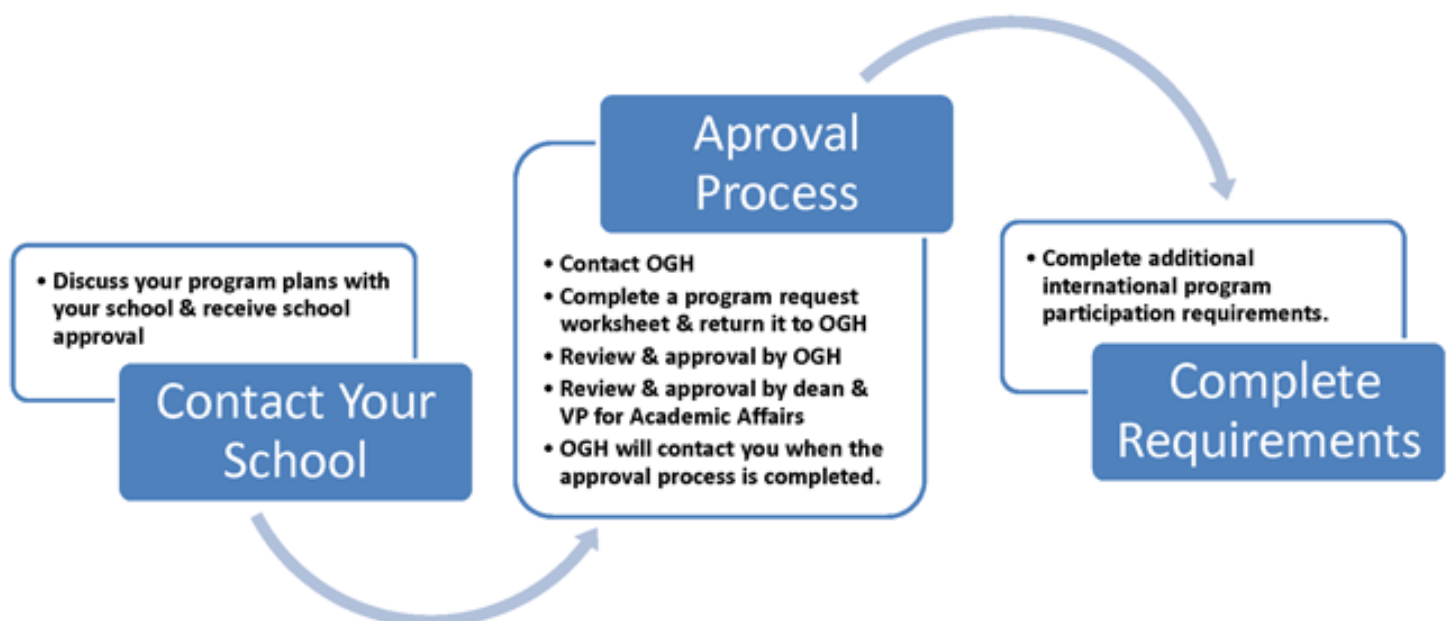 • Discuss your program plans with
your school & receive school
approval
Contact Your
School
Aproval
Process
• Contact OGH
• Complete a program request
worksheet & return it to OGH
• Review & approval by OGH
• Review & approval by dean &
VP for Academic Affairs
• OGH will contact you when the
approval process is completed.
• Complete additional
international program
participation requirements.
Complete
Requirements